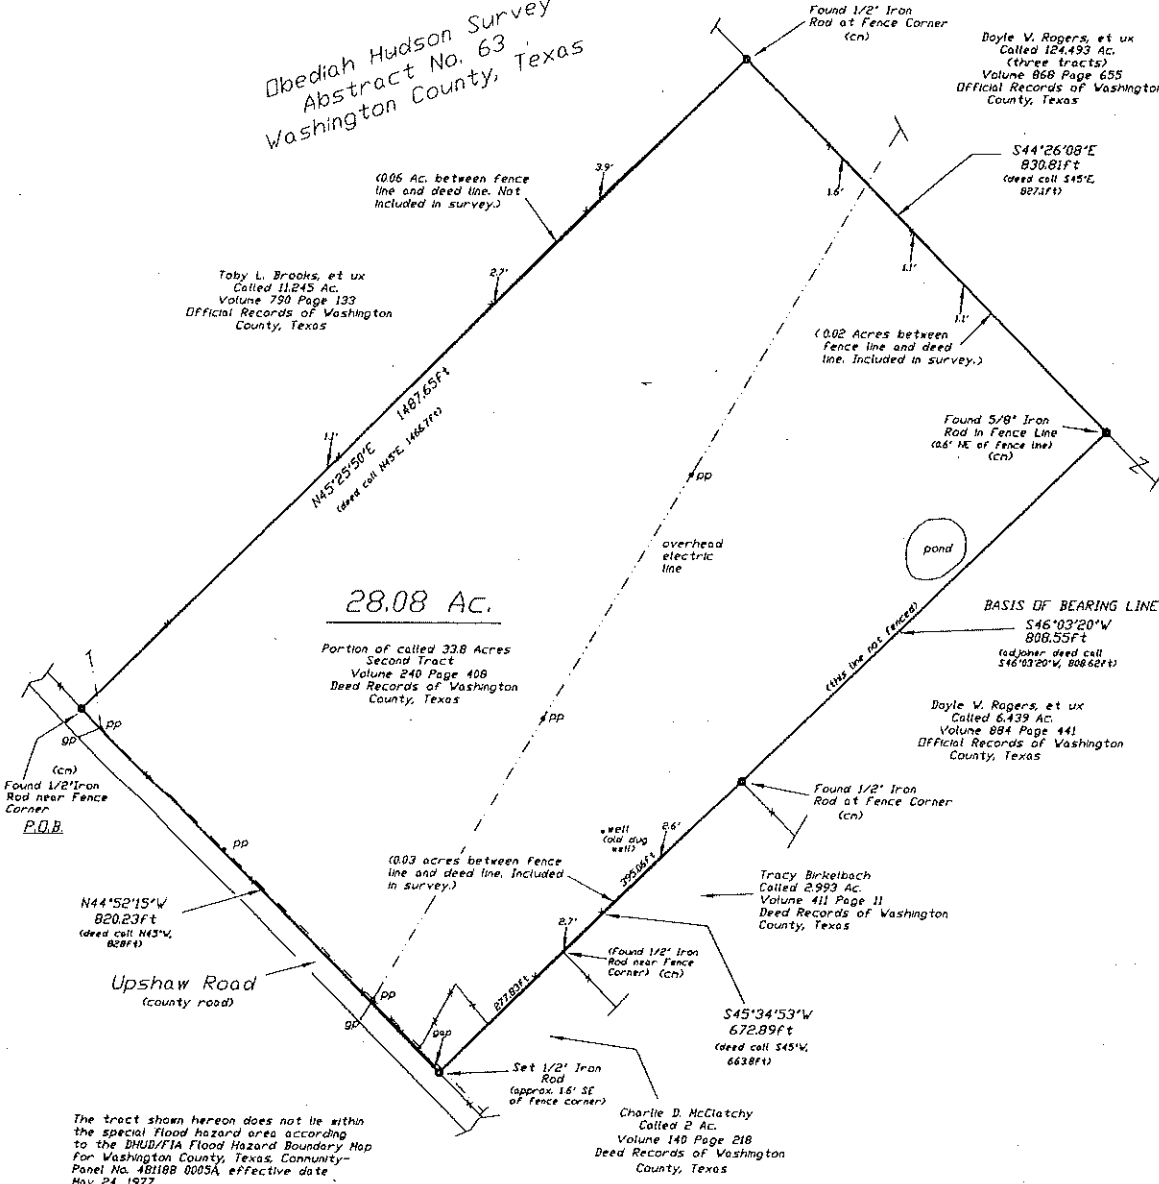 Obediah Hudson Survey
Abstract No. 63
Washington County, Texas
Found 1/2" Iron
Rod at Fence Corner
(cm)
Doyle W. Rogers, et ux
Called 124.493 Ac.
(three tracts)
Volume 868 Page 655
Official Records of Washington
County, Texas
S44°26'08"E
830.81ft
(deed call S45°E,
827.1ft)
(0.06 Ac. between fence
line and deed line. Not
included in survey.)
3.9'
1.6'
Toby L. Brooks, et ux
Called 11.245 Ac.
Volume 790 Page 133
Official Records of Washington
County, Texas
2.7'
1.1'
1.1'
(0.02 Acres between
fence line and deed
line. Included in survey.)
N45°25'50"E 1487.65ft
(deed call N45°E, 1466.7ft)
1.1'
Found 5/8" Iron
Rod in Fence Line
(0.6' NE of fence line)
(cm)
pp
overhead
electric
line
pond
28.08 Ac.
Portion of called 33.8 Acres
Second Tract
Volume 240 Page 408
Deed Records of Washington
County, Texas
BASIS OF BEARING LINE
S46°03'20"W
808.55ft
(adjoiner deed call
S46°03'20"W, 808.62ft)
(this line not fenced)
Doyle W. Rogers, et ux
Called 6.439 Ac.
Volume 884 Page 441
Official Records of Washington
County, Texas
pp
pp
gp
(cm)
Found 1/2"Iron
Rod near Fence
Corner
P.O.B.
Found 1/2" Iron
Rod at Fence Corner
(cm)
pp
well
(old dug
well)
2.6'
395.06ft
(0.03 acres between fence
line and deed line. Included
in survey.)
Tracy Birkelbach
Called 2.993 Ac.
Volume 411 Page 11
Deed Records of Washington
County, Texas
N44°52'15"W
820.23ft
(deed call N45°W,
828ft)
2.7'
(Found 1/2" Iron
Rod near Fence
Corner) (cm)
Upshaw Road
(county road)
pp
gp
gap
277.83ft
S45°34'53"W
672.89ft
(deed call S45°W,
663.8ft)
Set 1/2" Iron
Rod
(approx. 1.6' SE
of fence corner)
Charlie D. McClatchy
Called 2 Ac.
Volume 140 Page 218
Deed Records of Washington
County, Texas
The tract shown hereon does not lie within
the special flood hazard area according
to the DHUD/FIA Flood Hazard Boundary Map
for Washington County, Texas, Community-
Panel No. 481188 0005A, effective date
May 24, 1977